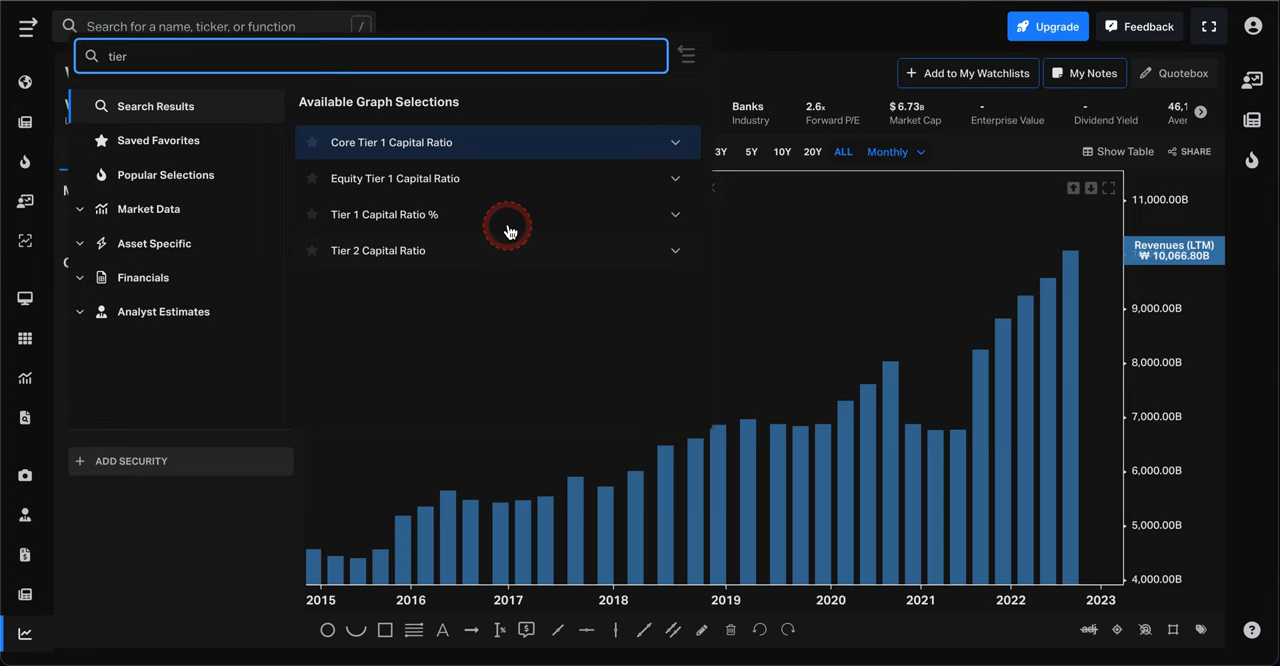 Search for a name, ticker, or function
/
Upgrade
Feedback
tier
Add to My Watchlists
My Notes
Quotebox
Search Results
Saved Favorites
Popular Selections
Market Data
Asset Specific
Financials
Analyst Estimates
Available Graph Selections
Core Tier 1 Capital Ratio
Equity Tier 1 Capital Ratio
Tier 1 Capital Ratio %
Tier 2 Capital Ratio
Banks
Industry
2.6x
Forward P/E
$ 6.73B
Market Cap
-
Enterprise Value
-
Dividend Yield
46,1
Aver
3Y
5Y
10Y
20Y
ALL
Monthly
Show Table
SHARE
ADD SECURITY
11,000.00B
Revenues (LTM)
₩ 10,066.80B
9,000.00B
8,000.00B
7,000.00B
6,000.00B
5,000.00B
4,000.00B
2015
2016
2017
2018
2019
2020
2021
2022
2023
adj